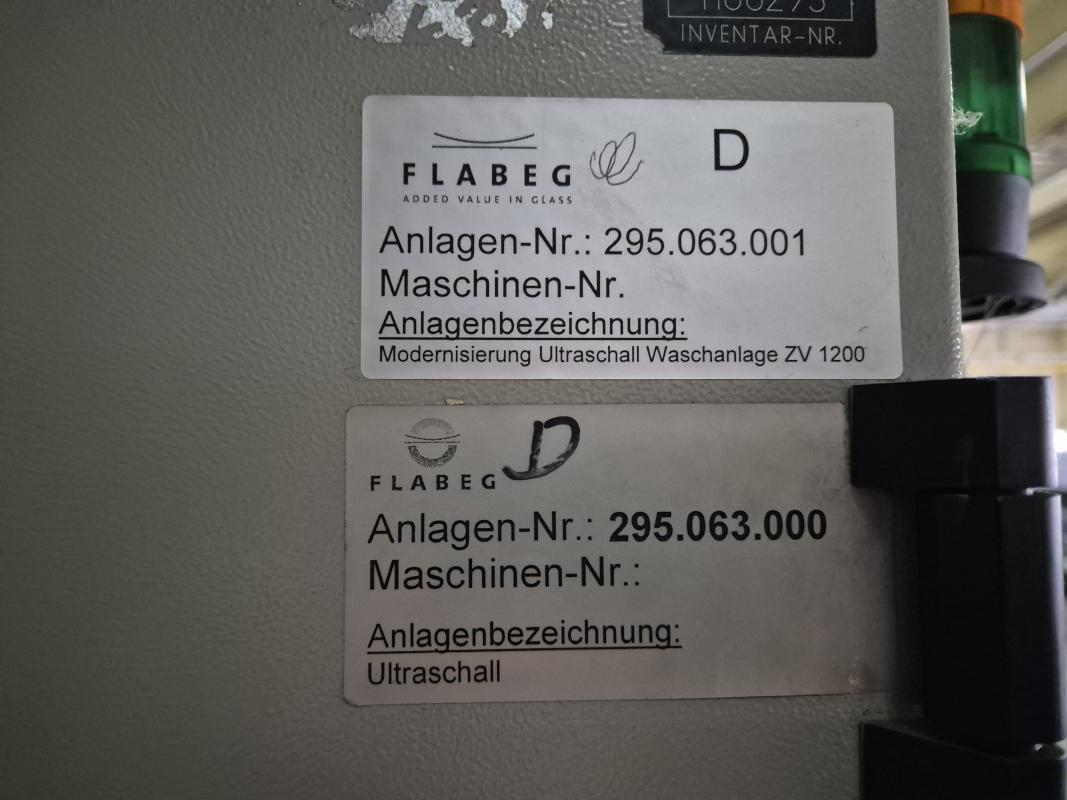 INVENTAR-NR.
FLABEG
ADDED VALUE IN GLASS
D
Anlagen-Nr.: 295.063.001
Maschinen-Nr.
Anlagenbezeichnung:
Modernisierung Ultraschall Waschanlage ZV 1200
FLABEG
D
Anlagen-Nr.: 295.063.000
Maschinen-Nr.:
Anlagenbezeichnung:
Ultraschall